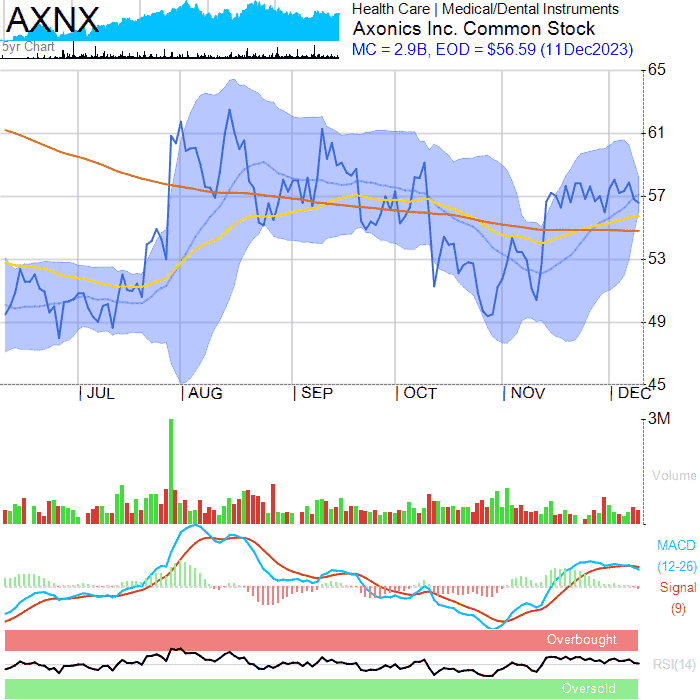 AXNX
5yr Chart
Health Care | Medical/Dental Instruments
Axonics Inc. Common Stock
MC = 2.9B, EOD = $56.59 (11Dec2023)
65
61
57
53
49
45
| JUL | AUG | SEP | OCT | NOV | DEC
3M
Volume
MACD
(12-26)
Signal
(9)
Overbought
RSI(14)
Oversold